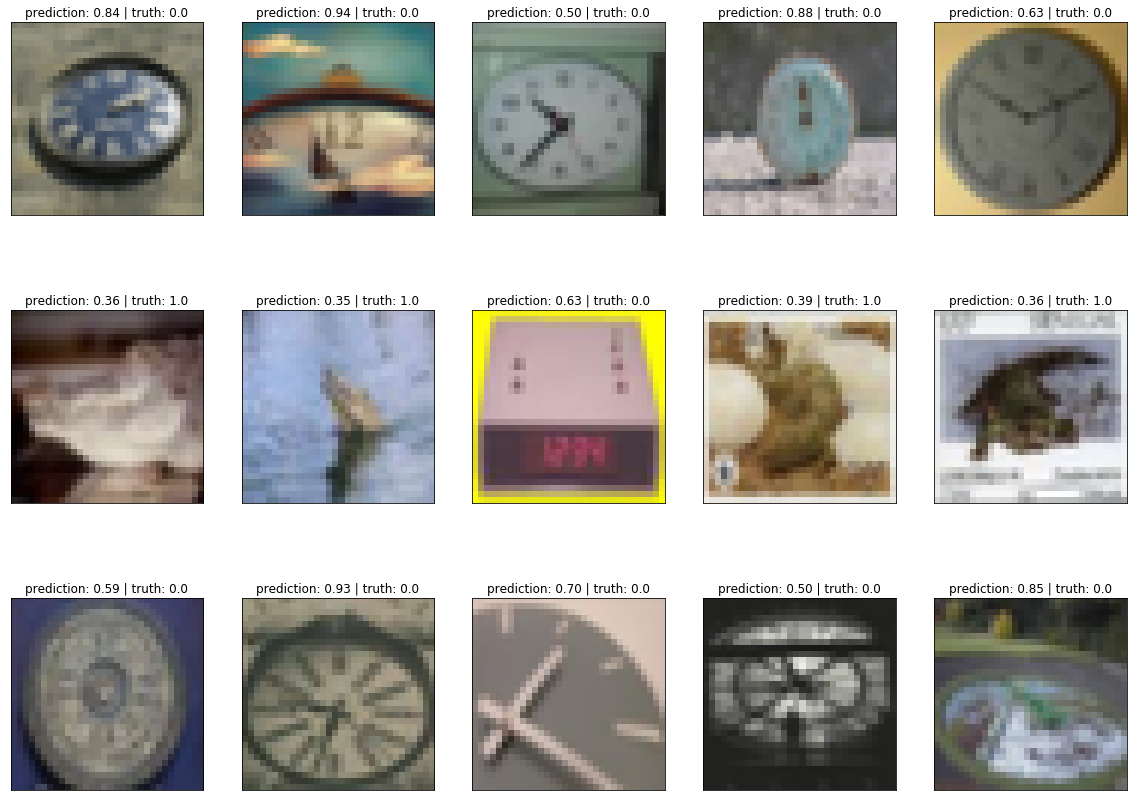 prediction: 0.84 | truth: 0.0
prediction: 0.94 | truth: 0.0
prediction: 0.50 | truth: 0.0
prediction: 0.88 | truth: 0.0
prediction: 0.63 | truth: 0.0
12
prediction: 0.36 | truth: 1.0
prediction: 0.35 | truth: 1.0
prediction: 0.63 | truth: 0.0
prediction: 0.39 | truth: 1.0
prediction: 0.36 | truth: 1.0
prediction: 0.59 | truth: 0.0
prediction: 0.93 | truth: 0.0
prediction: 0.70 | truth: 0.0
prediction: 0.50 | truth: 0.0
prediction: 0.85 | truth: 0.0